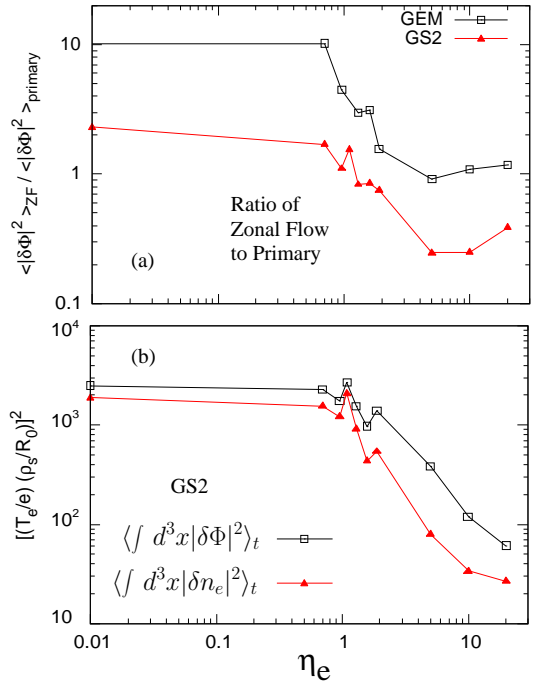 GEM
GS2
10
1
0.1
<|δΦ|²>ZF / <|δΦ|²>primary
Ratio of
Zonal Flow
to Primary
(a)
(b)
10⁴
10³
10²
10
[(Tₑ/e) (ρₛ/R₀)]²
GS2
⟨∫ d³x|δΦ|²⟩ₜ
⟨∫ d³x|δnₑ|²⟩ₜ
0.01 0.1 1 10
ηₑ